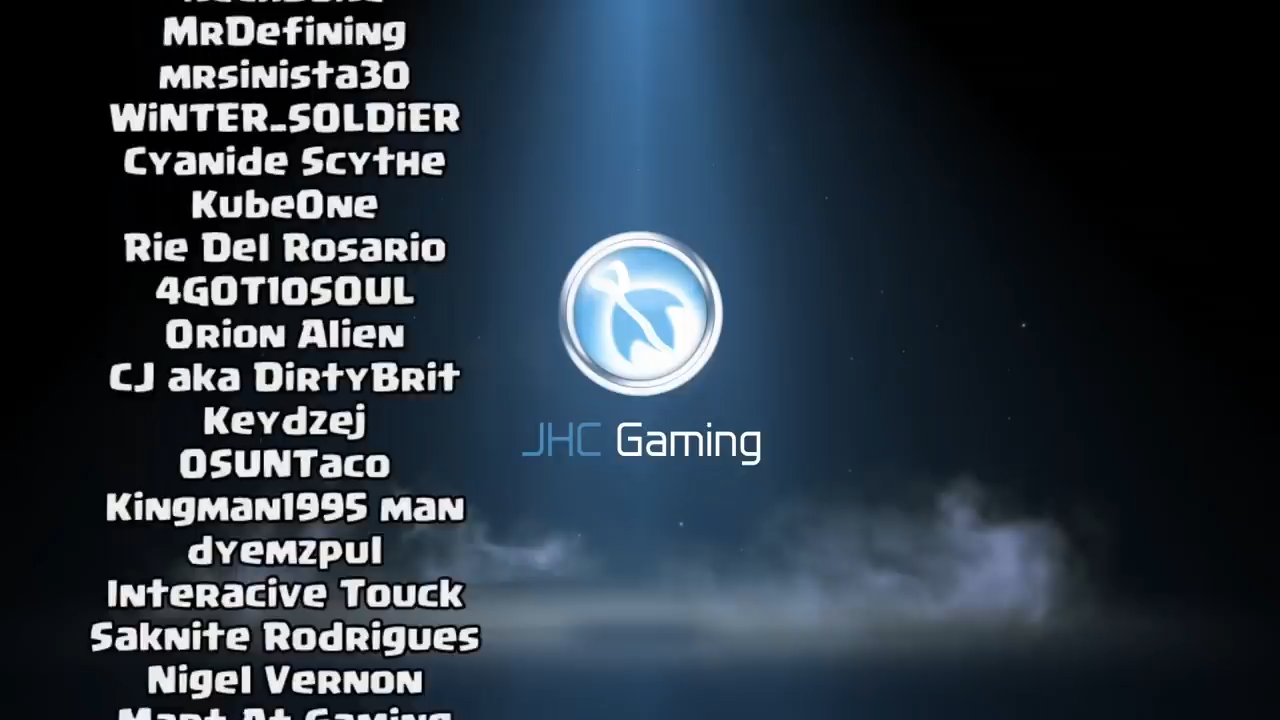 MrDefining
mrsinista30
WiNTER_SOLDiER
Cyanide Scythe
KubeOne
Rie Del Rosario
4GOT10SOUL
Orion Alien
CJ aka DirtyBrit
Keydzej
OSUNTaco
Kingman1995 man
dyemzpul
Interacive Touck
Saknite Rodrigues
Nigel Vernon
JHC Gaming